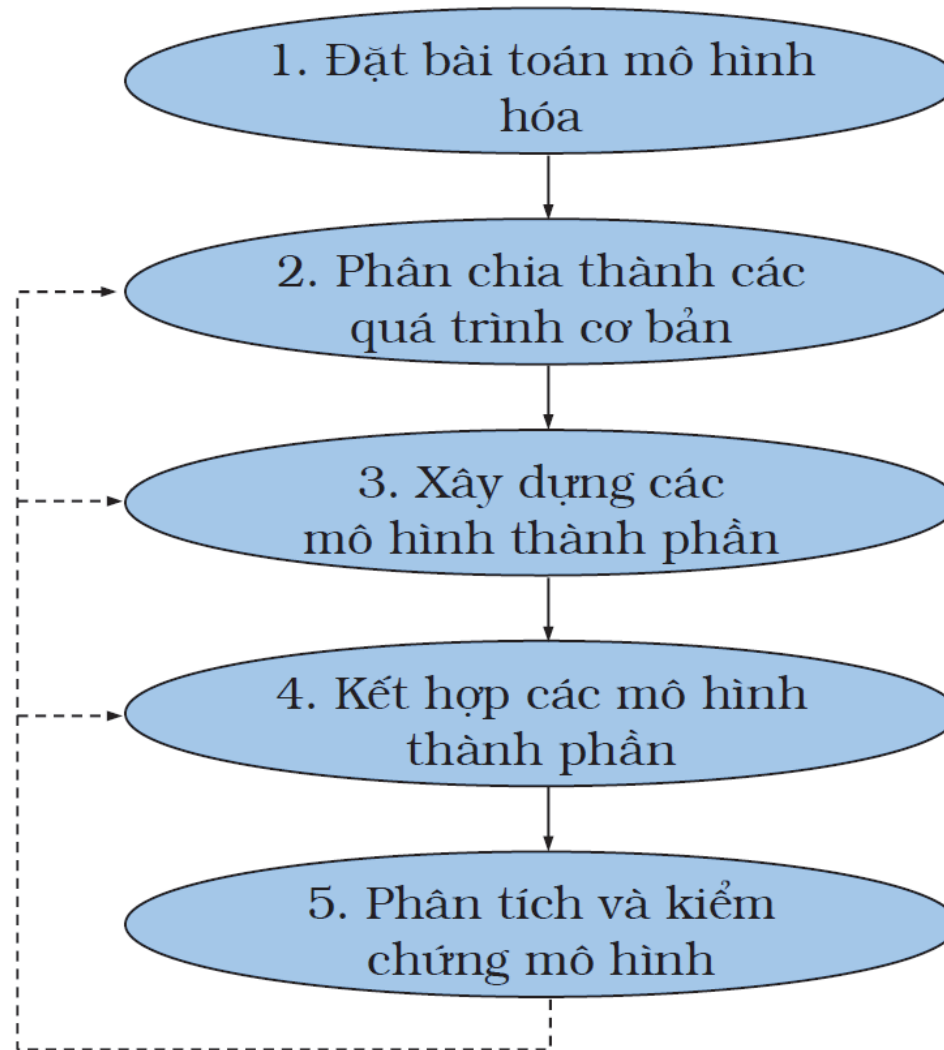 1. Đặt bài toán mô hình
hóa
2. Phân chia thành các
quá trình cơ bản
3. Xây dựng các
mô hình thành phần
4. Kết hợp các mô hình
thành phần
5. Phân tích và kiểm
chứng mô hình